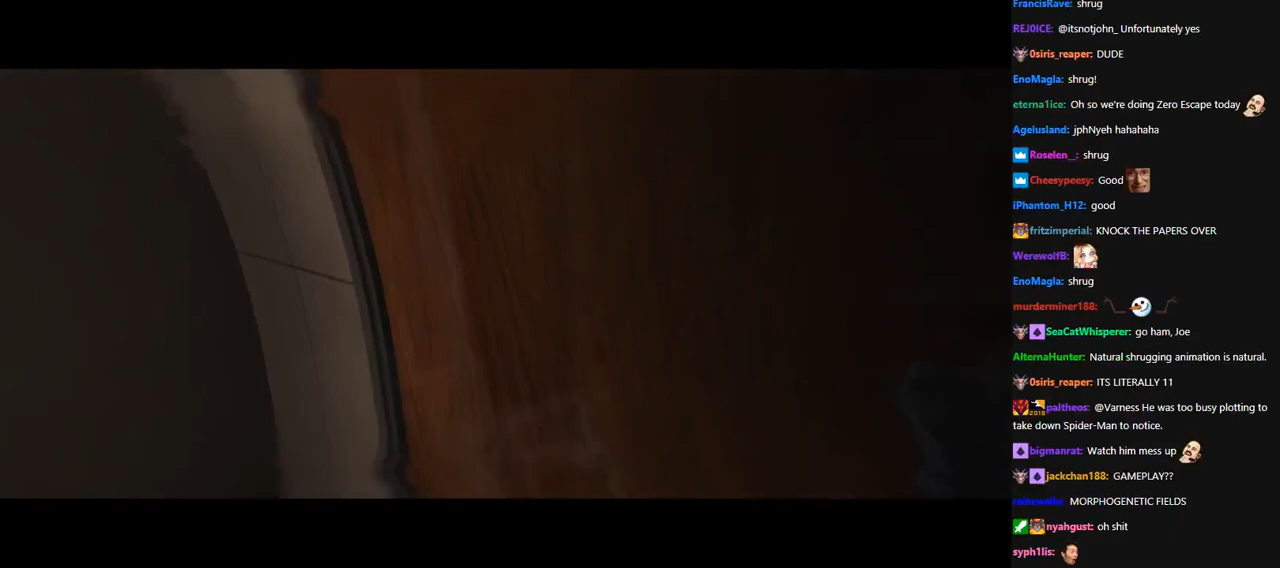 FrancisRave: shrug
REJ0ICE: @itsnotjohn_ Unfortunately yes
0siris_reaper: DUDE
EnoMagla: shrug!
eterna1ice: Oh so we're doing Zero Escape today
Agelusland: jphNyeh hahahaha
Roselen__: shrug
Cheesypeesy: Good
iPhantom_H12: good
fritzimperial: KNOCK THE PAPERS OVER
WerewolfB:
EnoMagla: shrug
murderminer188:
SeaCatWhisperer: go ham, Joe
AlternaHunter: Natural shrugging animation is natural.
0siris_reaper: ITS LITERALLY 11
paltheos: @Varness He was too busy plotting to
take down Spider-Man to notice.
bigmanrat: Watch him mess up
jackchan188: GAMEPLAY??
MORPHOGENETIC FIELDS
nyahgust: oh shit
syph1lis: